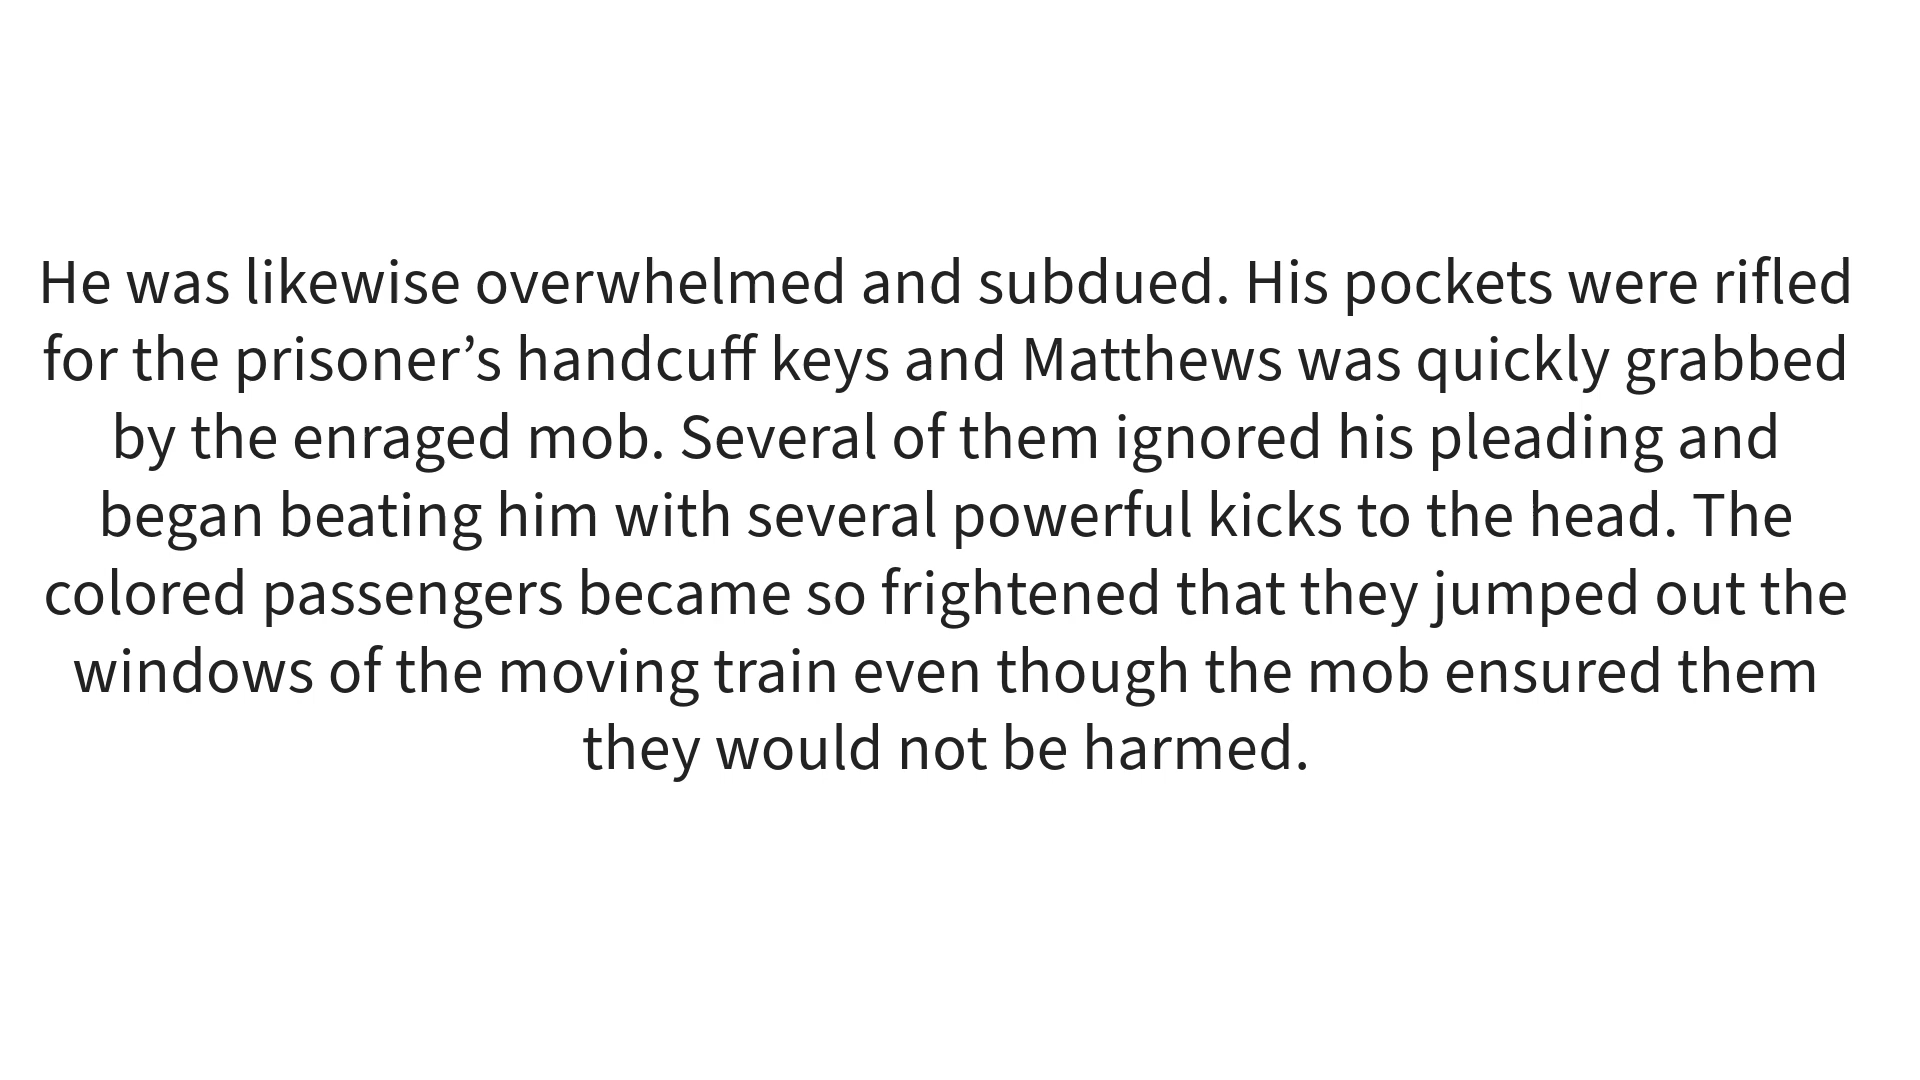 He was likewise overwhelmed and subdued. His pockets were rifled
for the prisoner’s handcuff keys and Matthews was quickly grabbed
by the enraged mob. Several of them ignored his pleading and
began beating him with several powerful kicks to the head. The
colored passengers became so frightened that they jumped out the
windows of the moving train even though the mob ensured them
they would not be harmed.